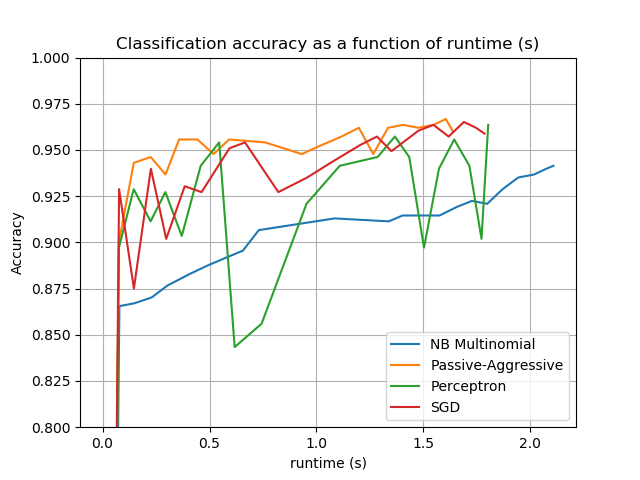 Classification accuracy as a function of runtime (s)
1.000
0.975
0.950
0.925
0.900
0.875
0.850
0.825
0.800
Accuracy
0.0 0.5 1.0 1.5 2.0
runtime (s)
NB Multinomial
Passive-Aggressive
Perceptron
SGD